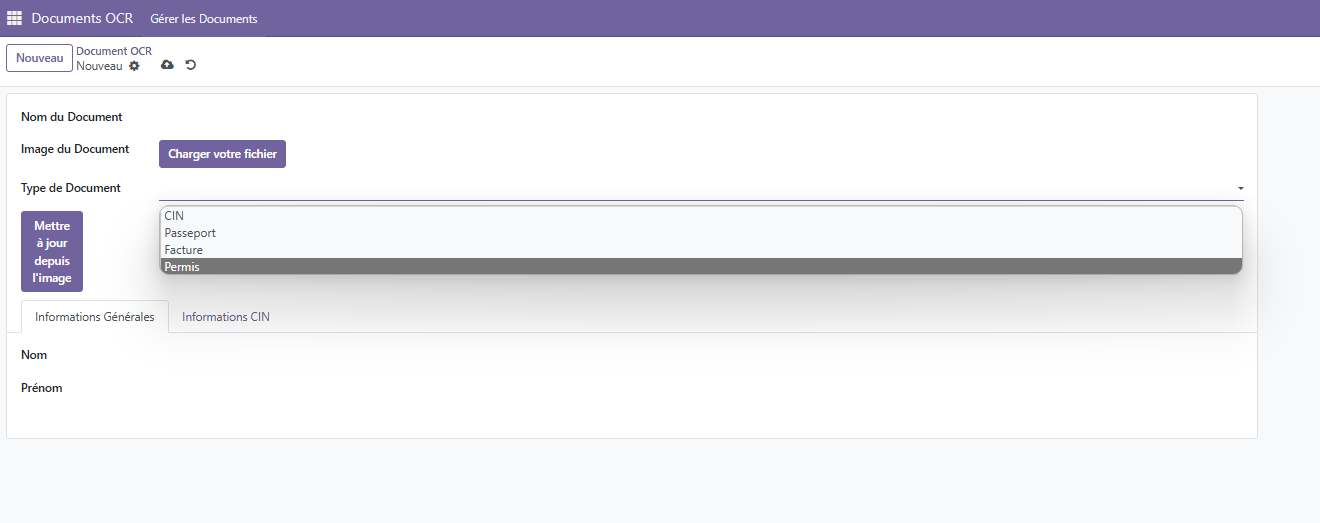 Documents OCR Gérer les Documents
Nouveau
Document OCR
Nouveau
Nom du Document
Image du Document
Charger votre fichier
Type de Document
CIN
Passeport
Facture
Permis
Mettre
à jour
depuis
l'image
Informations Générales Informations CIN
Nom
Prénom